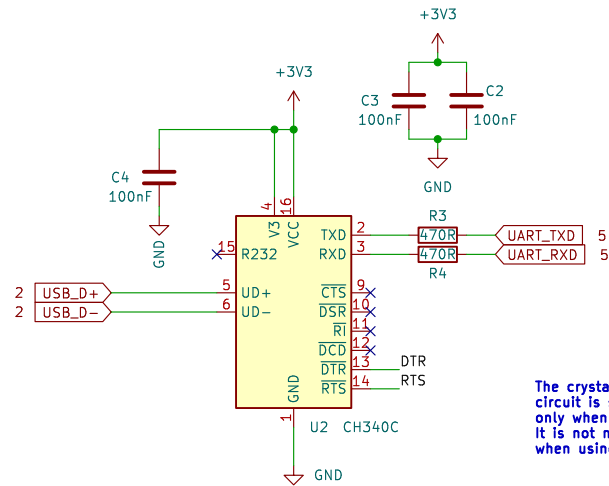 +3V3
+3V3
C3
C2
100nF
100nF
C4
100nF
GND
GND
4
16
V3
VCC
15
R232
TXD
2
R3
470R
UART_TXD
5
RXD
3
470R
UART_RXD
5
R4
2
USB_D+
5
UD+
2
USB_D-
6
UD-
CTS
9
DSR
10
RI
11
DCD
12
DTR
13
DTR
RTS
14
RTS
GND
1
U2
CH340C
GND
The
circuit is
only when
It is not
when